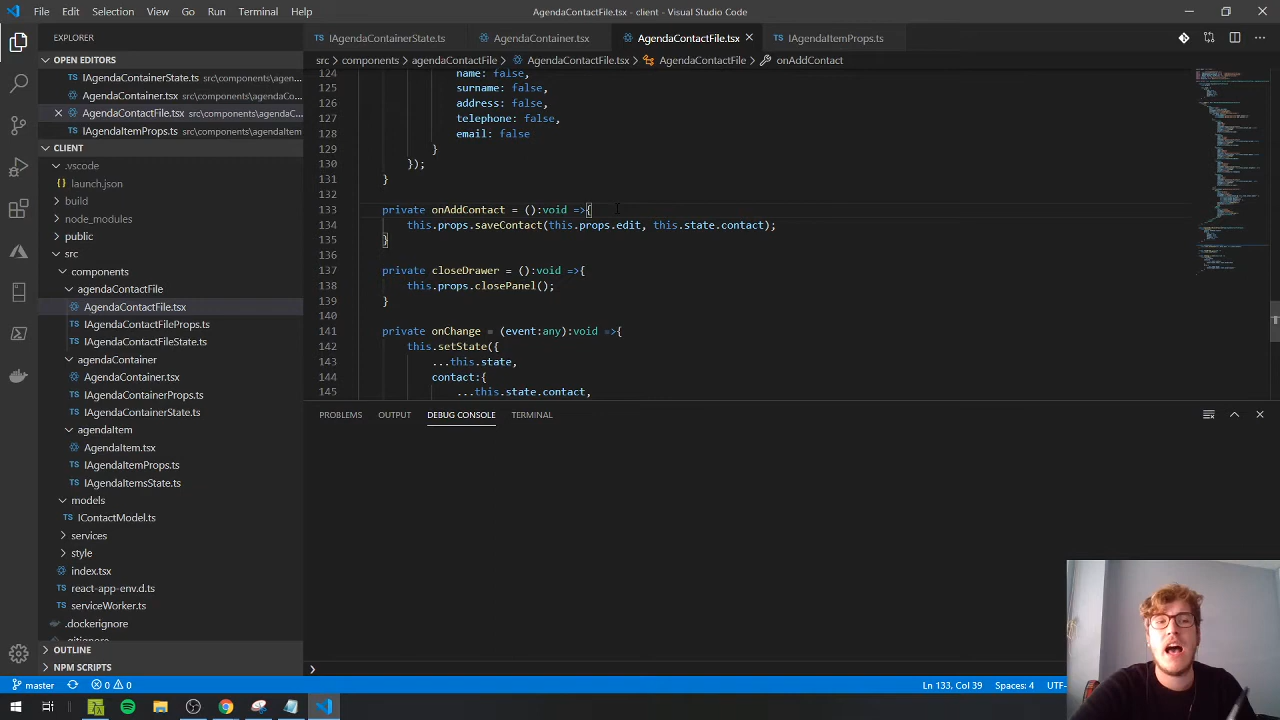 File Edit Selection View Go Run Terminal Help
AgendaContactFile.tsx - client - Visual Studio Code
EXPLORER
OPEN EDITORS
IAgendaContainerState.ts src\components\agen...
AgendaContainer.tsx src\components\agendaCo...
AgendaContactFile.tsx src\components\agendaC...
IAgendaItemProps.ts src\components\agendaItem
CLIENT
.vscode
launch.json
build
node_modules
public
src
components
agendaContactFile
AgendaContactFile.tsx
IAgendaContactFileProps.ts
IAgendaContactFileState.ts
agendaContainer
AgendaContainer.tsx
IAgendaContainerProps.ts
IAgendaContainerState.ts
agendaItem
AgendaItem.tsx
IAgendaItemProps.ts
IAgendaItemsState.ts
models
IContactModel.ts
services
style
index.tsx
react-app-env.d.ts
serviceWorker.ts
.dockerignore
.gitignore
OUTLINE
NPM SCRIPTS
IAgendaContainerState.ts AgendaContainer.tsx AgendaContactFile.tsx IAgendaItemProps.ts
src > components > agendaContactFile > AgendaContactFile.tsx > AgendaContactFile > onAddContact
124 name: false,
125 surname: false,
126 address: false,
127 telephone: false,
128 email: false
129 }
130 });
131 }
132
133 private onAddContact = ():void =>{
134 this.props.saveContact(this.props.edit, this.state.contact);
135 }
136
137 private closeDrawer = ():void =>{
138 this.props.closePanel();
139 }
140
141 private onChange = (event:any):void =>{
142 this.setState({
143 ...this.state,
144 contact:{
145 ...this.state.contact,
PROBLEMS OUTPUT DEBUG CONSOLE TERMINAL
master 0 0 Ln 133, Col 39 Spaces: 4 UTF-